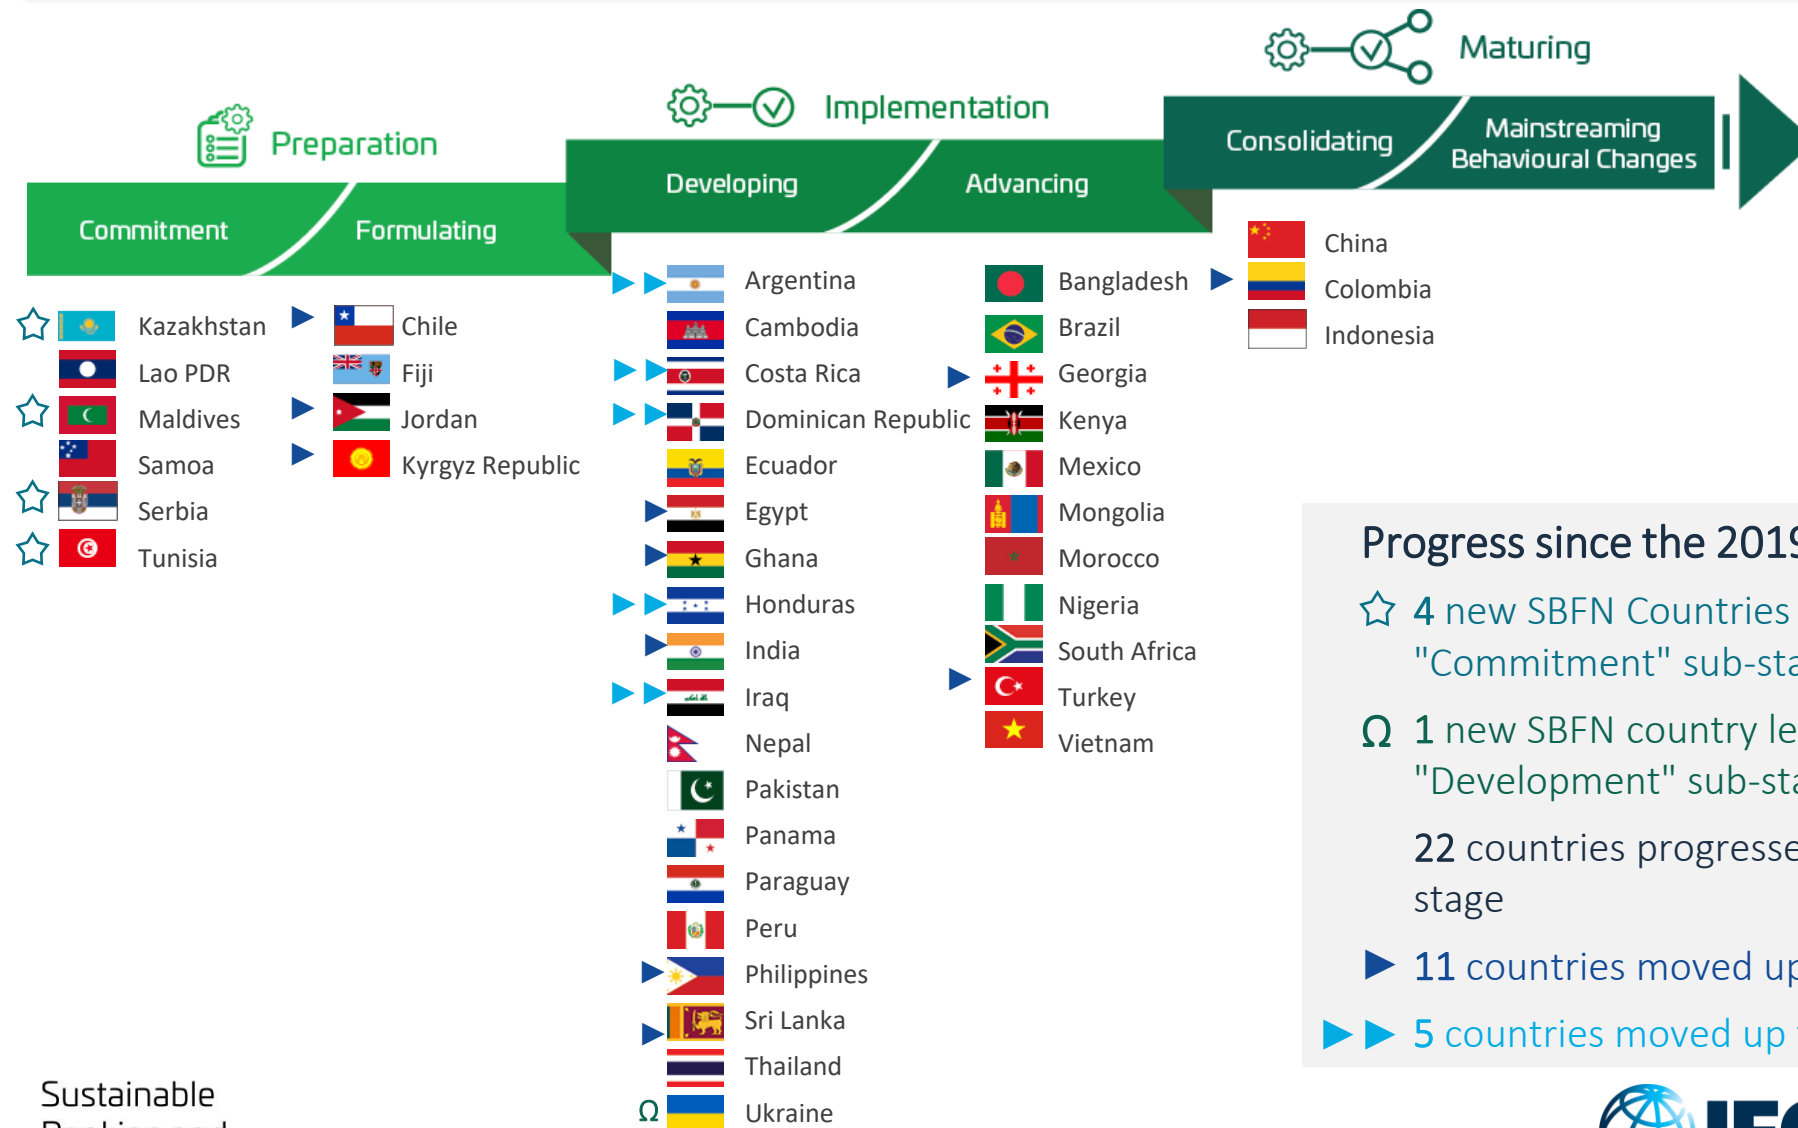 Maturing
Implementation
Preparation
Consolidating
Mainstreaming
Behavioural Changes
Developing
Advancing
Commitment
Formulating
Kazakhstan
Lao PDR
Maldives
Samoa
Serbia
Tunisia
Chile
Fiji
Jordan
Kyrgyz Republic
Argentina
Cambodia
Costa Rica
Dominican Republic
Ecuador
Egypt
Ghana
Honduras
India
Iraq
Nepal
Pakistan
Panama
Paraguay
Peru
Philippines
Sri Lanka
Thailand
Ω Ukraine
Bangladesh
Brazil
Georgia
Kenya
Mexico
Mongolia
Morocco
Nigeria
South Africa
Turkey
Vietnam
China
Colombia
Indonesia
Progress since the 2019
4 new SBFN Countries
"Commitment" sub-sta
Ω 1 new SBFN country le
"Development" sub-sta
22 countries progresse
stage
11 countries moved up
5 countries moved up
Sustainable